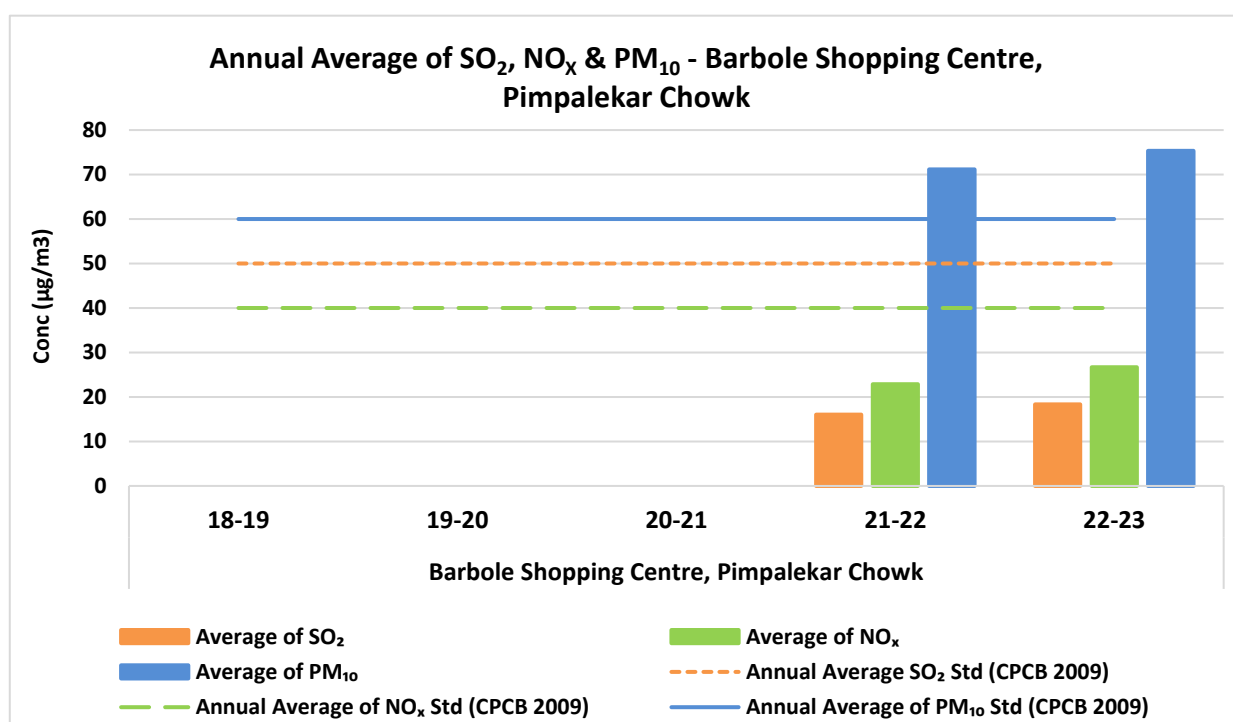 Annual Average of SO₂, NOₓ & PM₁₀ - Barbole Shopping Centre,
Pimpalekar Chowk
80
70
60
50
40
30
20
10
0
Conc (µg/m3)
18-19 19-20 20-21 21-22 22-23
Barbole Shopping Centre, Pimpalekar Chowk
Average of SO₂ Average of NOₓ
Average of PM₁₀ Annual Average SO₂ Std (CPCB 2009)
Annual Average of NOₓ Std (CPCB 2009) Annual Average of PM₁₀ Std (CPCB 2009)